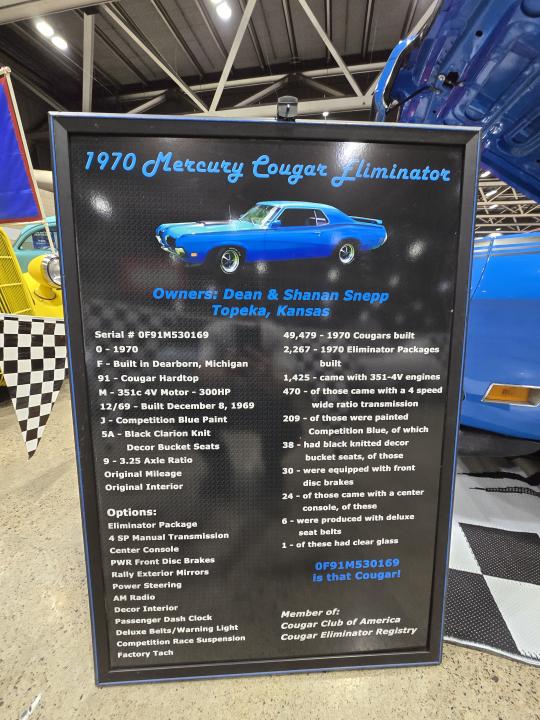 1970 Mercury Cougar Eliminator
Owners: Dean & Shanan Snepp
Topeka, Kansas
Serial # 0F91M530169
0 - 1970
F - Built in Dearborn, Michigan
91 - Cougar Hardtop
M - 351c 4V Motor - 300HP
12/69 - Built December 8, 1969
J - Competition Blue Paint
5A - Black Clarion Knit
Decor Bucket Seats
9 - 3.25 Axle Ratio
Original Mileage
Original Interior
Options:
Eliminator Package
4 SP Manual Transmission
Center Console
PWR Front Disc Brakes
Rally Exterior Mirrors
Power Steering
AM Radio
Decor Interior
Passenger Dash Clock
Deluxe Belts/Warning Light
Competition Race Suspension
Factory Tach
49,479 - 1970 Cougars built
2,267 - 1970 Eliminator Packages
built
1,425 - came with 351-4V engines
470 - of those came with a 4 speed
wide ratio transmission
209 - of those were painted
Competition Blue, of which
38 - had black knitted decor
bucket seats, of those
30 - were equipped with front
disc brakes
24 - of those came with a center
console, of these
6 - were produced with deluxe
seat belts
1 - of these had clear glass
0F91M530169
is that Cougar!
Member of:
Cougar Club of America
Cougar Eliminator Registry